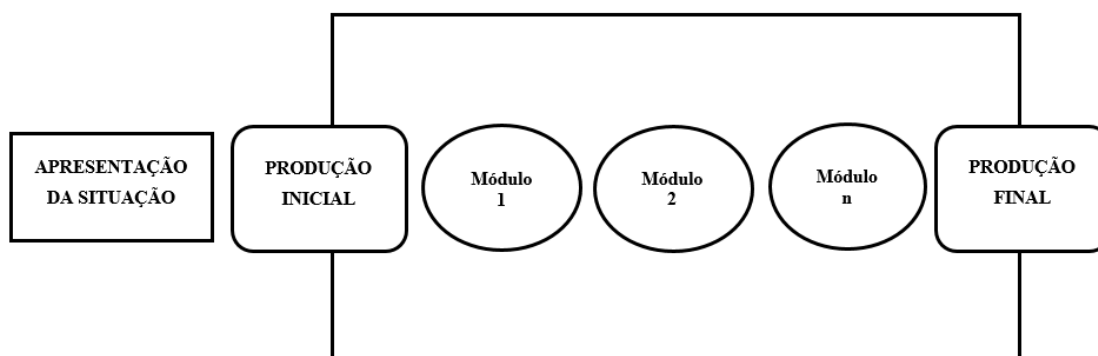 APRESENTAÇÃO
DA SITUAÇÃO
PRODUÇÃO
INICIAL
Módulo
1
Módulo
2
Módulo
n
PRODUÇÃO
FINAL